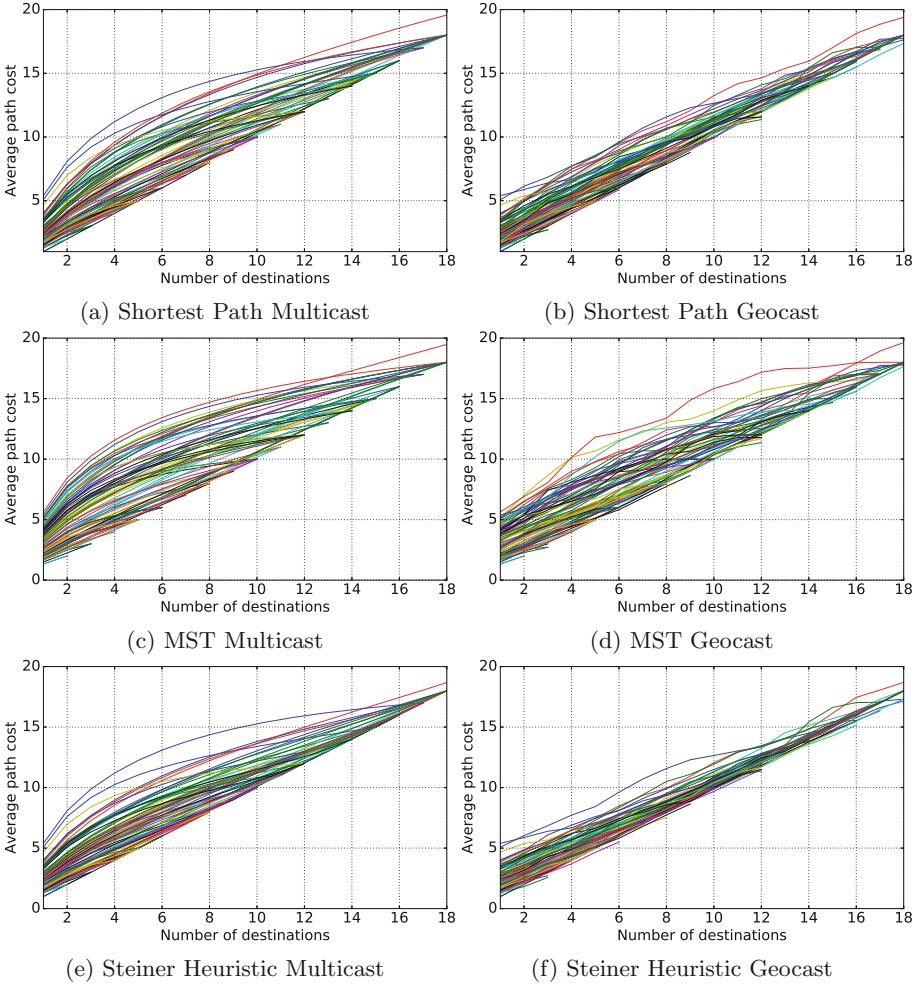 20
15
10
5
Average path cost
2 4 6 8 10 12 14 16 18
Number of destinations
(a) Shortest Path Multicast
20
15
10
5
Average path cost
2 4 6 8 10 12 14 16 18
Number of destinations
(b) Shortest Path Geocast
20
15
10
5
0
Average path cost
2 4 6 8 10 12 14 16 18
Number of destinations
(c) MST Multicast
20
15
10
5
0
Average path cost
2 4 6 8 10 12 14 16 18
Number of destinations
(d) MST Geocast
20
15
10
5
0
Average path cost
2 4 6 8 10 12 14 16 18
Number of destinations
(e) Steiner Heuristic Multicast
20
15
10
5
0
Average path cost
2 4 6 8 10 12 14 16 18
Number of destinations
(f) Steiner Heuristic Geocast